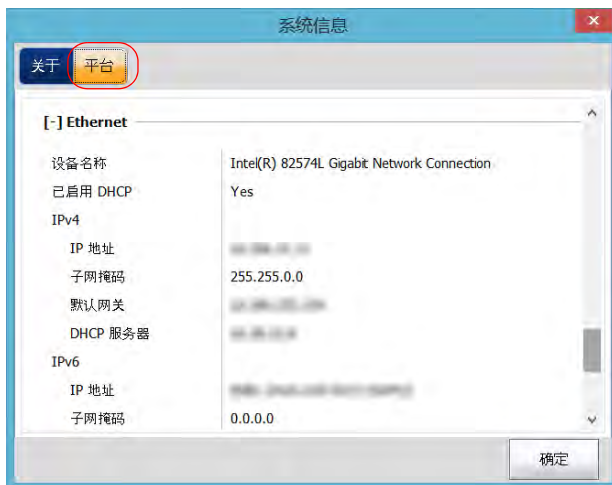 系统信息
关于 平台
[-] Ethernet
设备名称 Intel(R) 82574L Gigabit Network Connection
已启用 DHCP Yes
IPv4
IP 地址
子网掩码 255.255.0.0
默认网关
DHCP 服务器
IPv6
IP 地址
子网掩码 0.0.0.0
确定